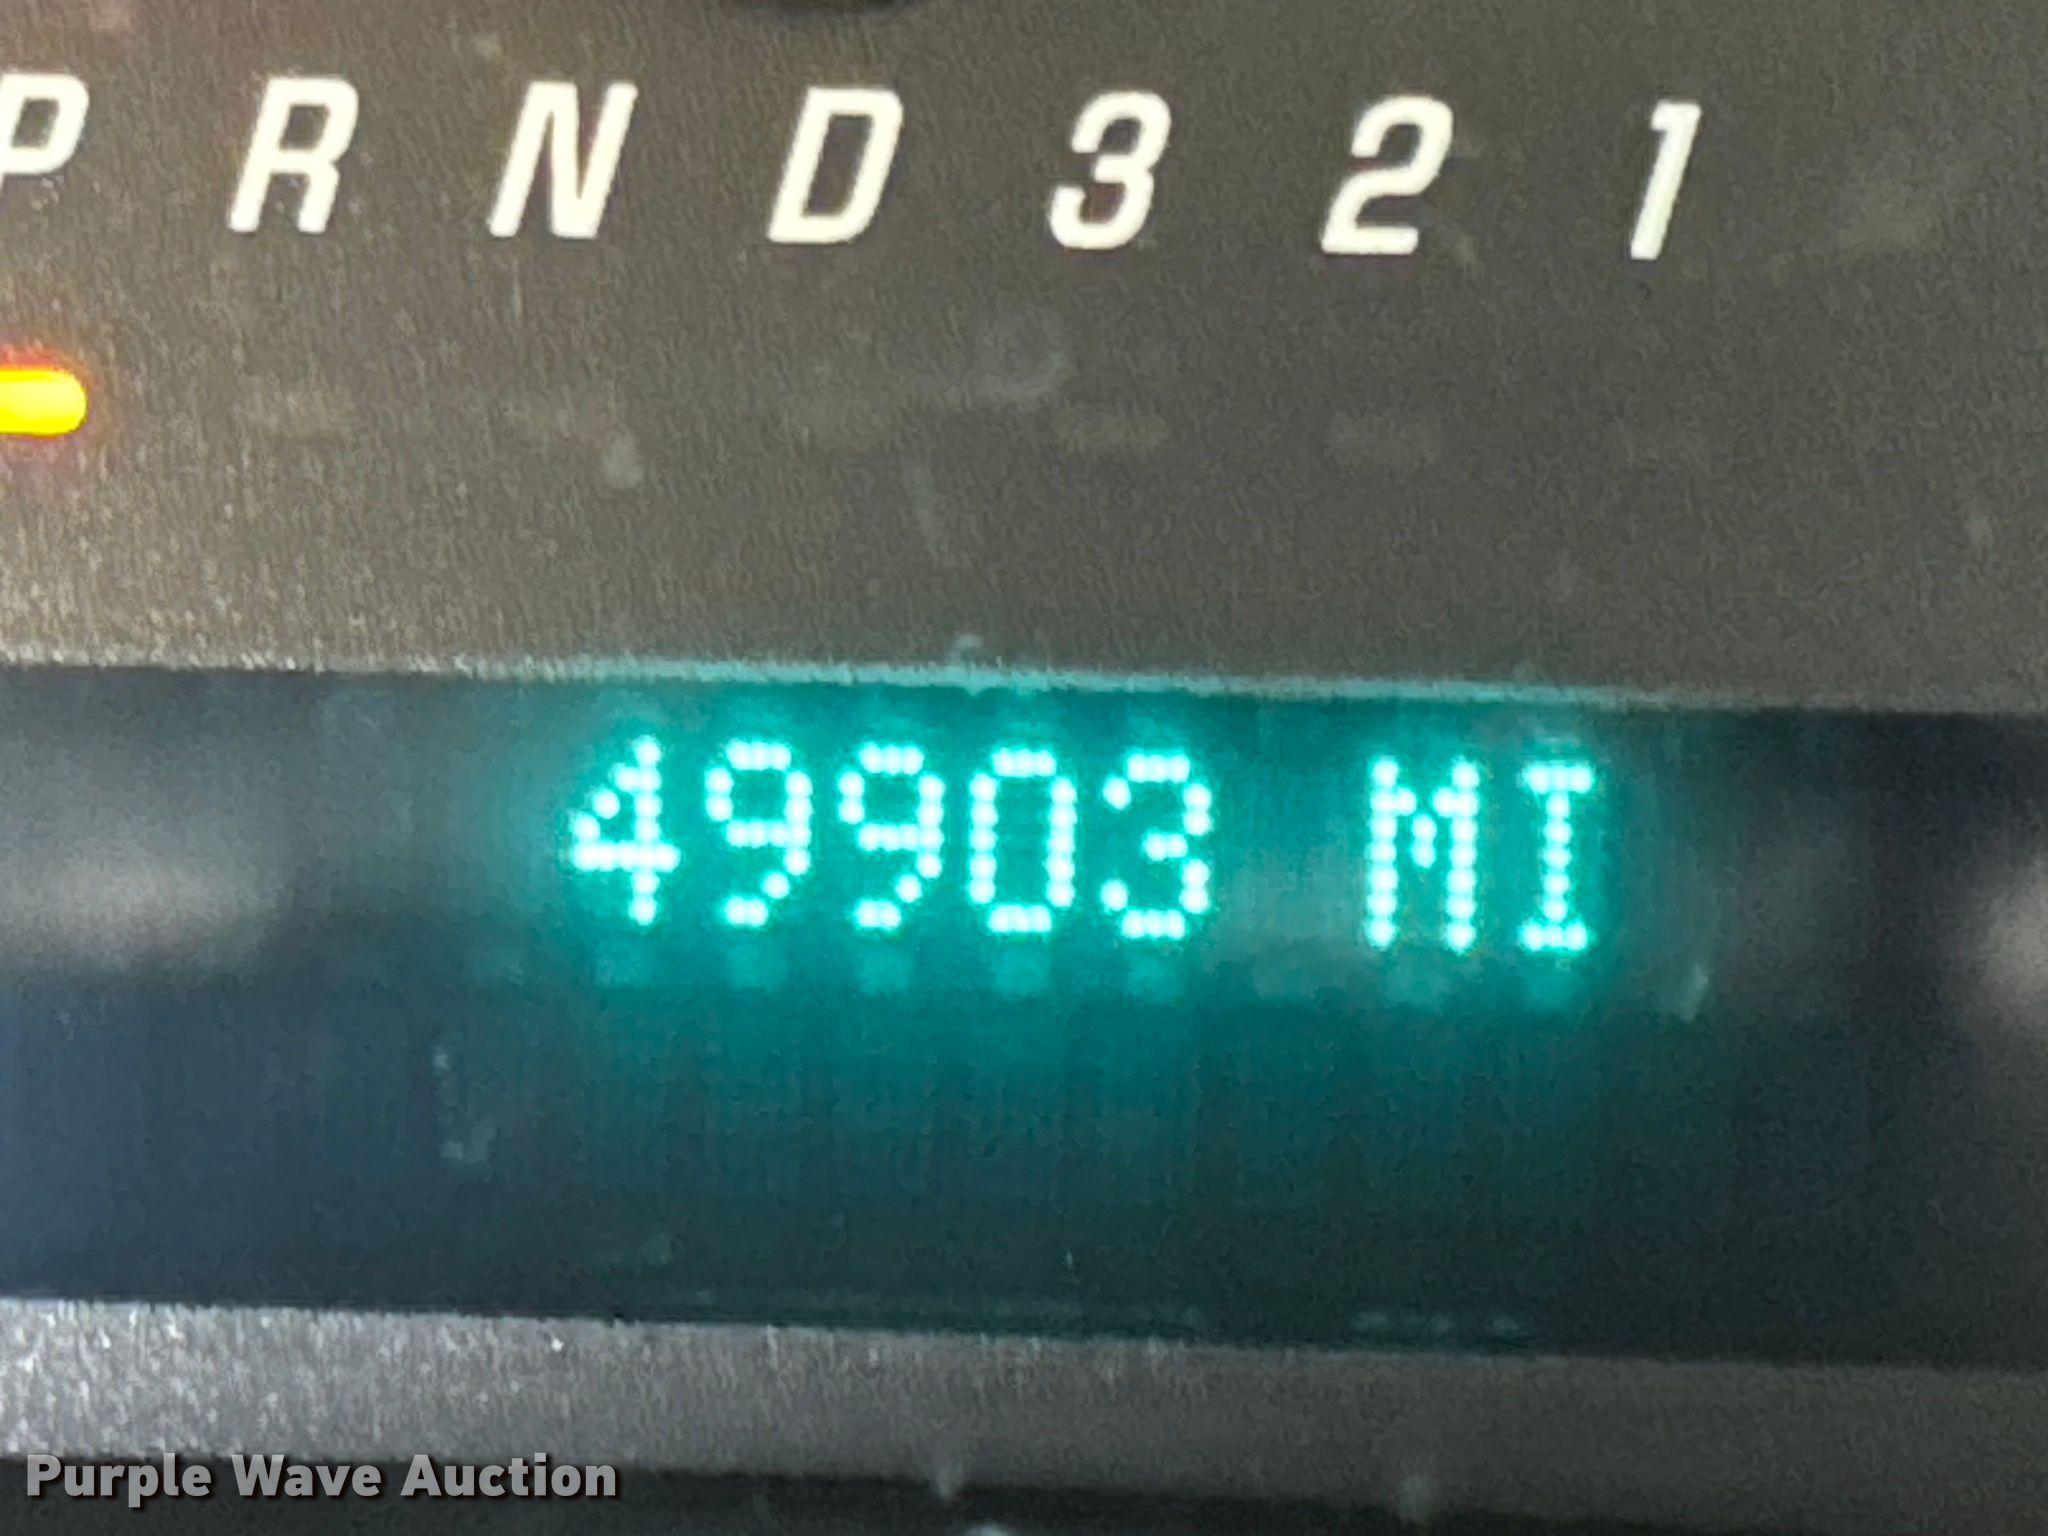 P R N D 3 2 1
49903 MI
Purple Wave Auction